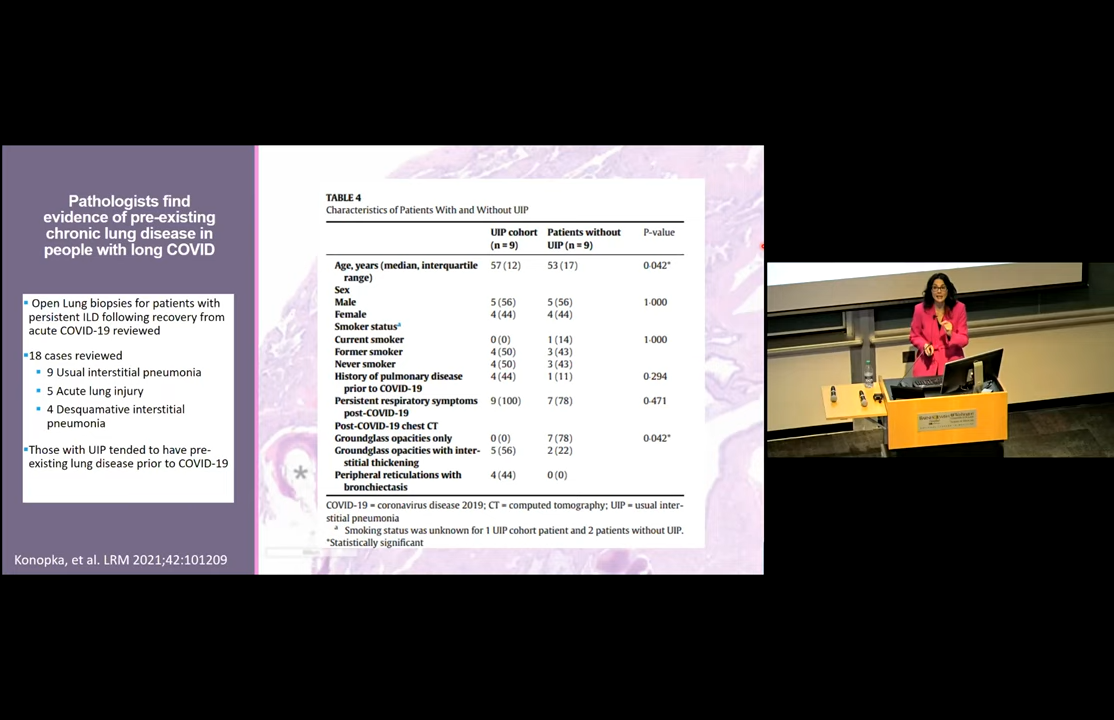 Pathologists find
evidence of pre-existing
chronic lung disease in
people with long COVID
▪ Open Lung biopsies for patients with
persistent ILD following recovery from
acute COVID-19 reviewed
▪18 cases reviewed
▪ 9 Usual interstitial pneumonia
▪ 5 Acute lung injury
▪ 4 Desquamative interstitial
pneumonia
▪Those with UIP tended to have pre-
existing lung disease prior to COVID-19
Konopka, et al. LRM 2021;42:101209
TABLE 4
Characteristics of Patients With and Without UIP
UIP cohort Patients without P-value
(n = 9) UIP (n = 9)
Age, years (median, interquartile 57 (12) 53 (17) 0·042*
range)
Sex
Male 5 (56) 5 (56) 1·000
Female 4 (44) 4 (44)
Smoker statusᵃ
Current smoker 0 (0) 1 (14) 1·000
Former smoker 4 (50) 3 (43)
Never smoker 4 (50) 3 (43)
History of pulmonary disease 4 (44) 1 (11) 0·294
prior to COVID-19
Persistent respiratory symptoms 9 (100) 7 (78) 0·471
post-COVID-19
Post-COVID-19 chest CT
Groundglass opacities only 0 (0) 7 (78) 0·042*
Groundglass opacities with inter- 5 (56) 2 (22)
stitial thickening
Peripheral reticulations with 4 (44) 0 (0)
bronchiectasis
COVID-19 = coronavirus disease 2019; CT = computed tomography; UIP = usual inter-
stitial pneumonia
ᵃ Smoking status was unknown for 1 UIP cohort patient and 2 patients without UIP.
*Statistically significant
*